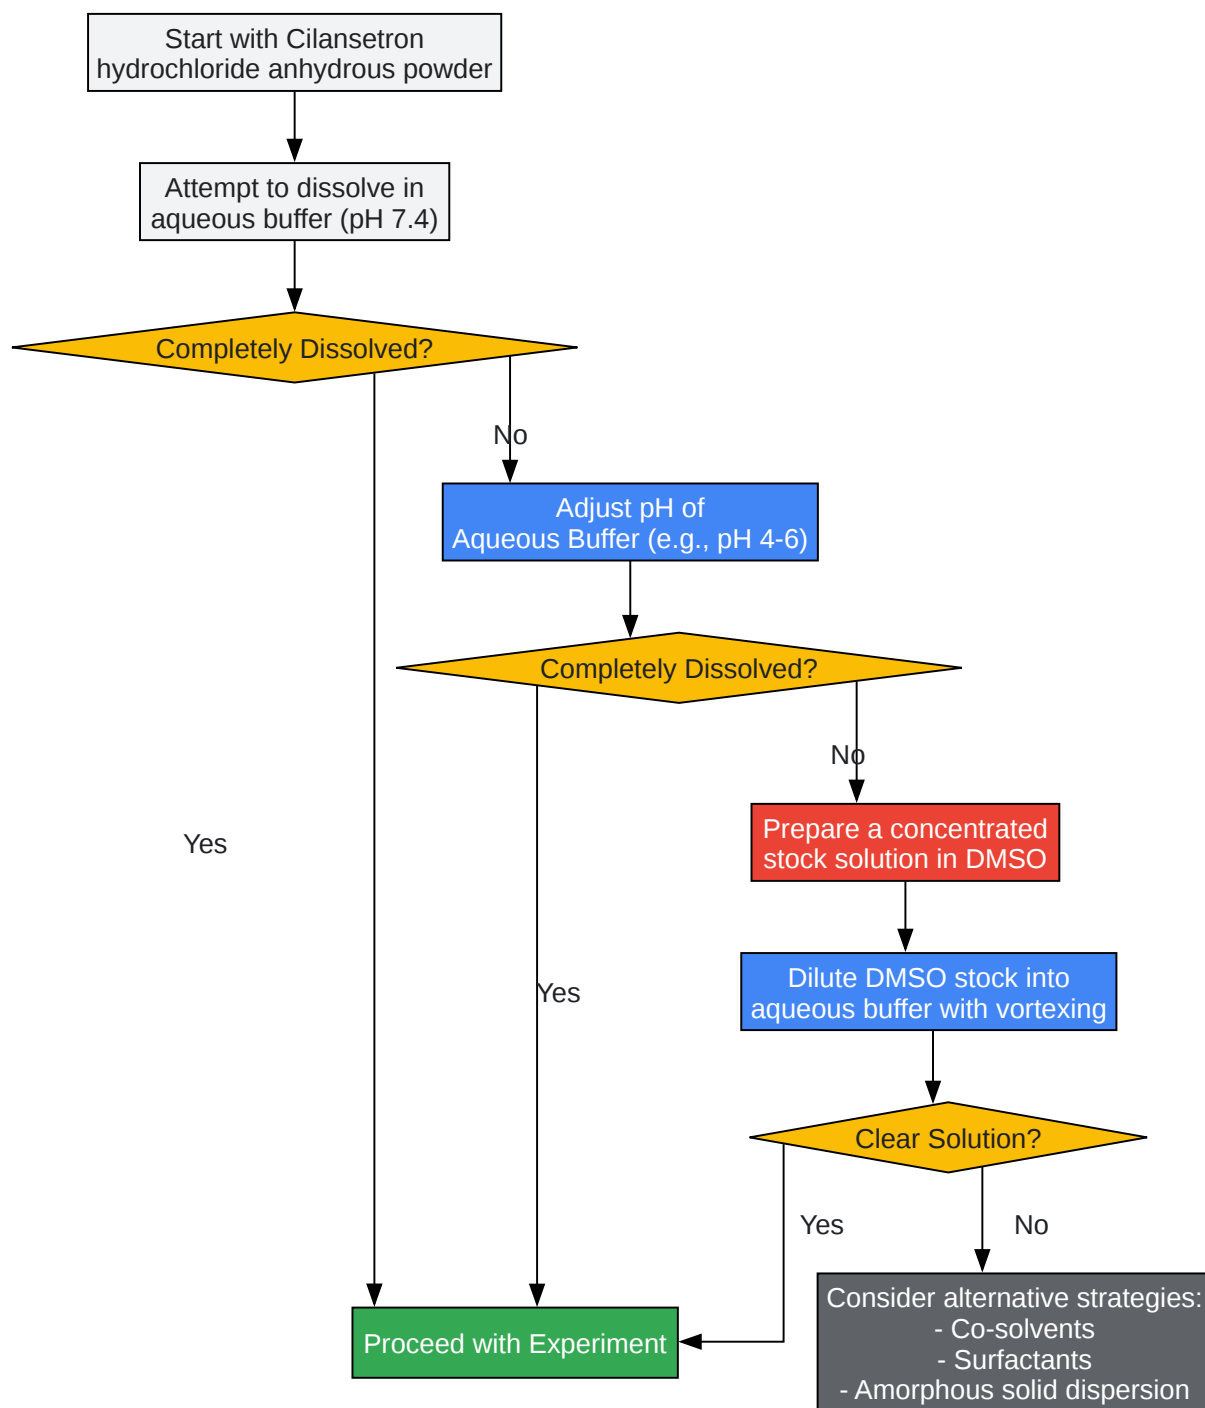 Start with Cilansetron
hydrochloride anhydrous powder
Attempt to dissolve in
aqueous buffer (pH 7.4)
Completely Dissolved?
No
Adjust pH of
Aqueous Buffer (e.g., pH 4-6)
Completely Dissolved?
No
Prepare a concentrated
stock solution in DMSO
Yes
Dilute DMSO stock into
aqueous buffer with vortexing
Yes
Clear Solution?
Yes
No
Proceed with Experiment
Consider alternative strategies:
- Co-solvents
- Surfactants
- Amorphous solid dispersion